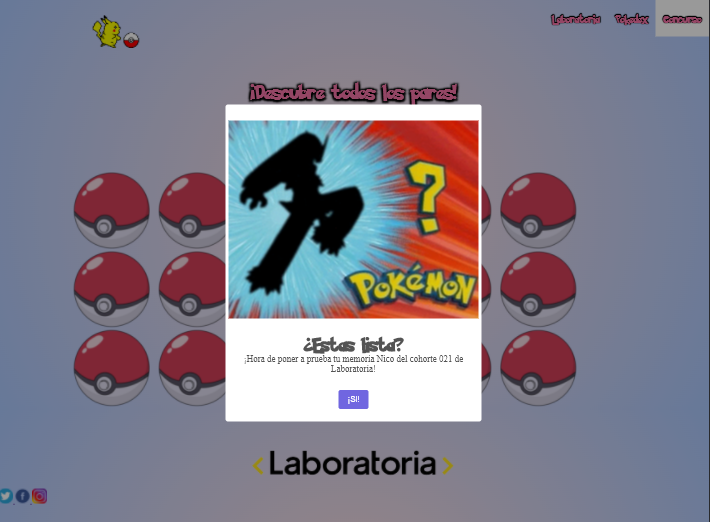 Laboratoria Pokedex Concurso
¡Descubre todos los pares!
?
POKéMON
¿Estas lista?
¡Hora de poner a prueba tu memoria Nico del cohorte 021 de
Laboratoria!
¡Si!
<Laboratoria>